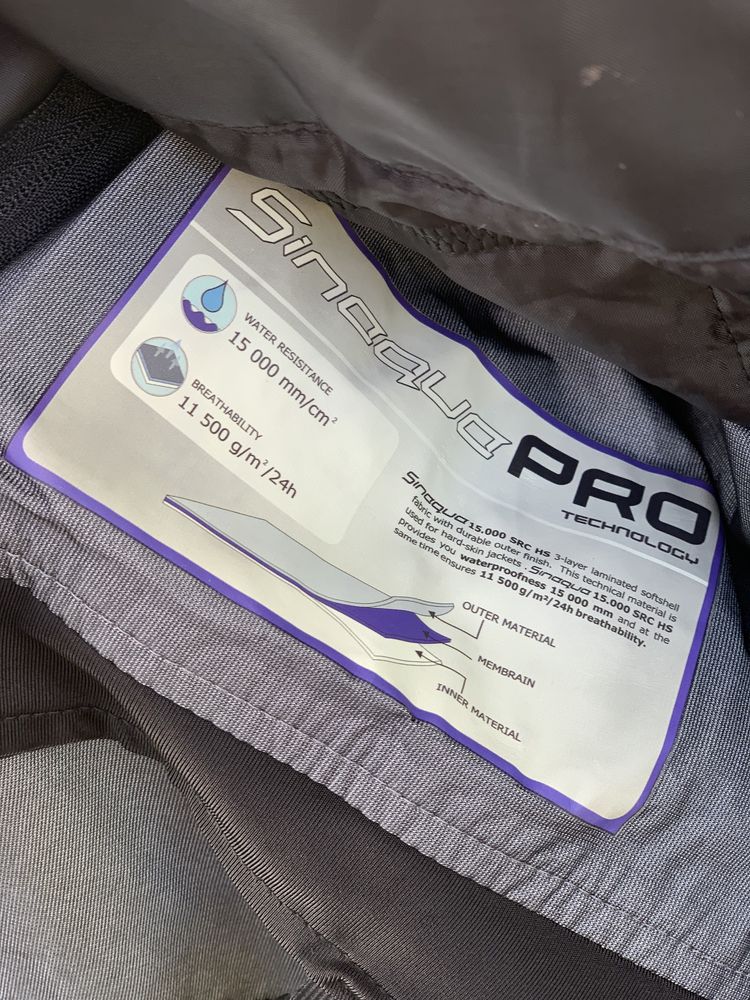 Sinaqua PRO
TECHNOLOGY
WATER RESISITANCE
15 000 mm/cm²
BREATHABILITY
11 500 g/m²/24h
Sinaqua 15.000 SRC HS 3-layer laminated softshell
fabric with durable outer finish. This technical material is
used for hard-skin jackets . Sinaqua 15.000 SRC HS
provides you waterproofness 15 000 mm and at the
same time ensures 11 500g/m²/24h breathability.
OUTER MATERIAL
MEMBRAIN
INNER MATERIAL